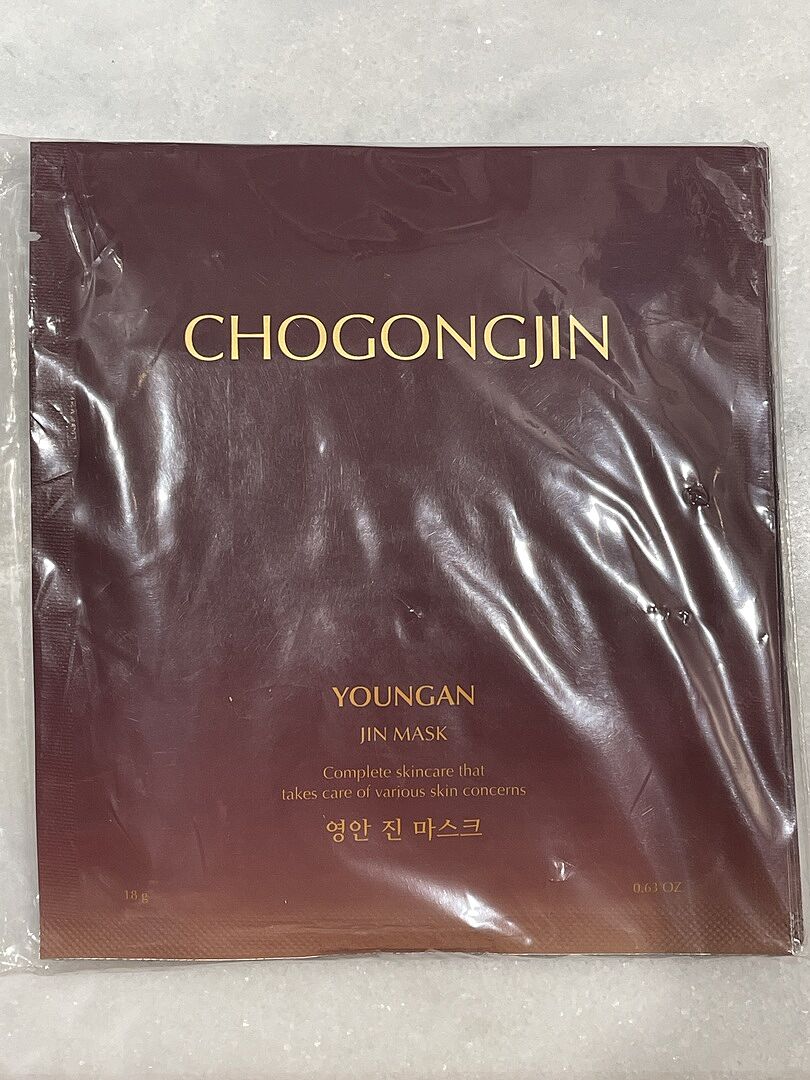 CHOGONGJIN
YOUNGAN
JIN MASK
Complete skincare that
takes care of various skin concerns
영안 진 마스크
18 g
0.63 OZ